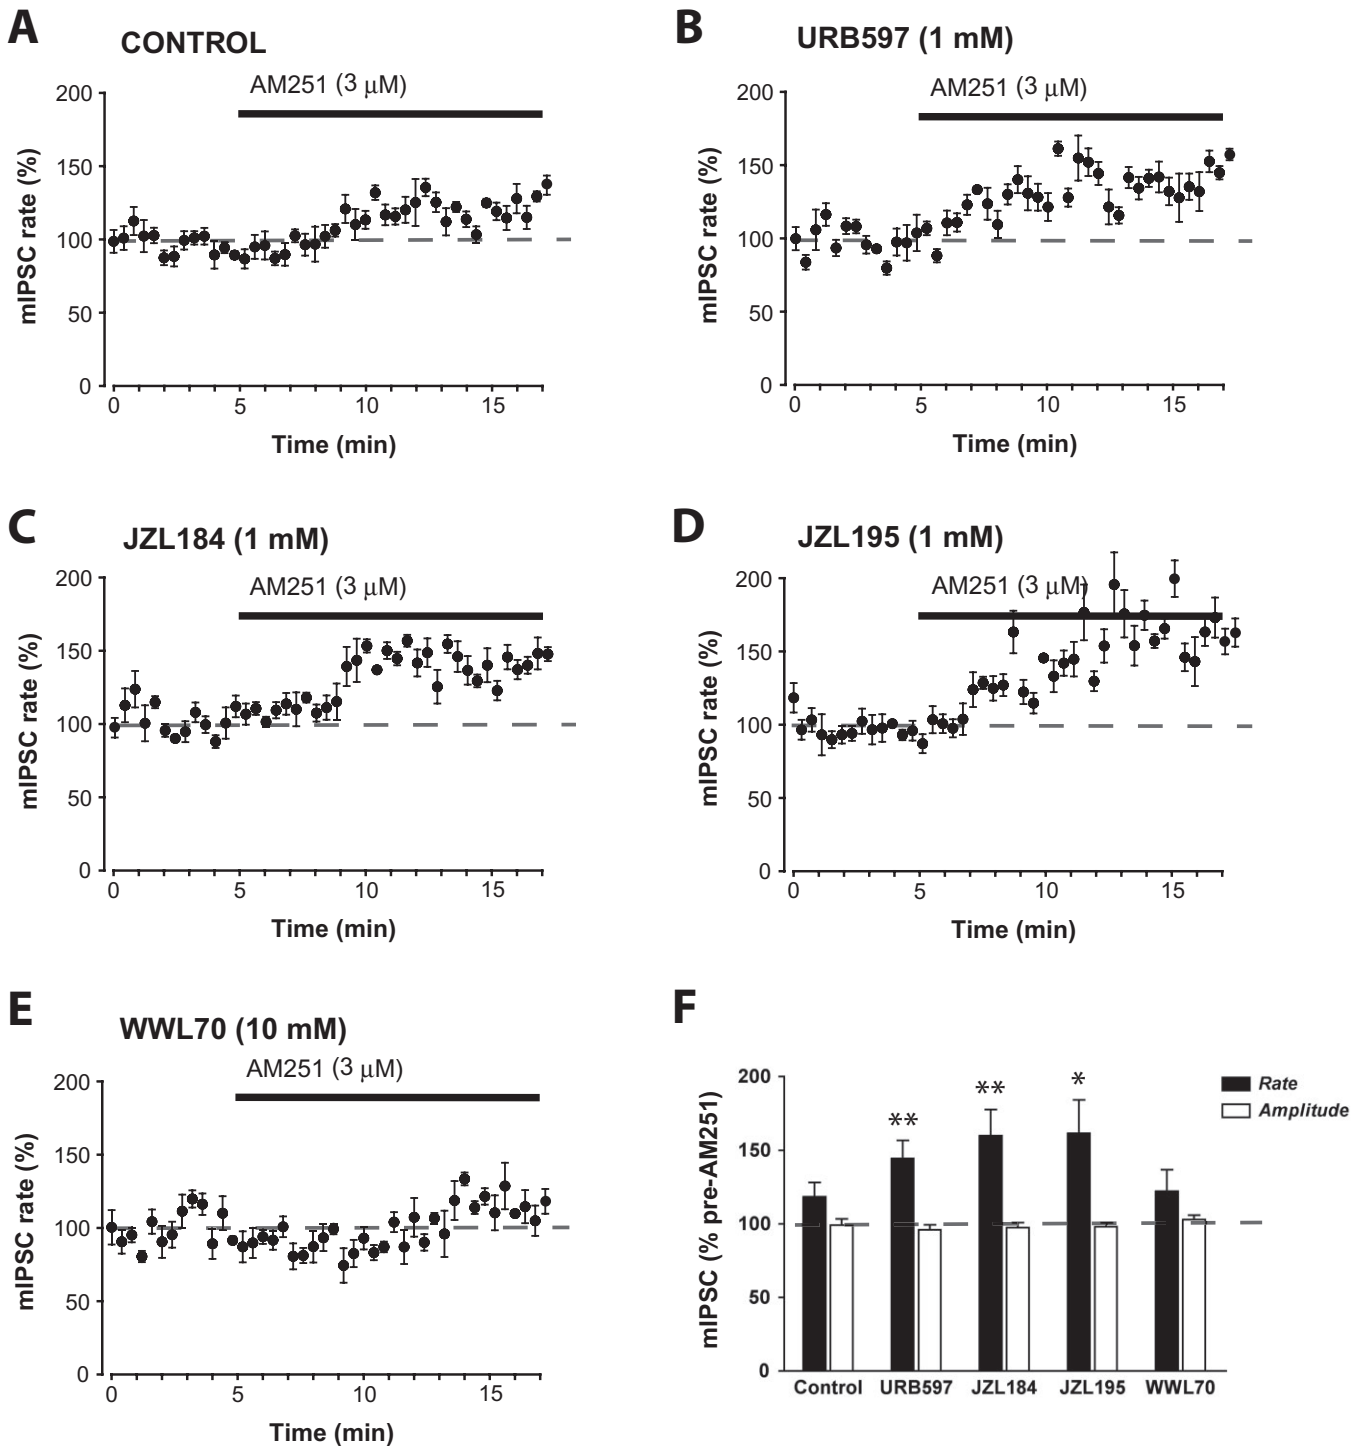 A
CONTROL
AM251 (3 μM)
200
150
100
50
0
mIPSC rate (%)
0 5 10 15
Time (min)
B
URB597 (1 mM)
AM251 (3 μM)
200
150
100
50
0
mIPSC rate (%)
0 5 10 15
Time (min)
C
JZL184 (1 mM)
AM251 (3 μM)
200
150
100
50
0
mIPSC rate (%)
0 5 10 15
Time (min)
D
JZL195 (1 mM)
AM251 (3 μM)
200
150
100
50
0
mIPSC rate (%)
0 5 10 15
Time (min)
E
WWL70 (10 mM)
AM251 (3 μM)
200
150
100
50
0
mIPSC rate (%)
0 5 10 15
Time (min)
F
200
150
100
50
0
mIPSC (% pre-AM251)
** ** *
Rate
Amplitude
Control URB597 JZL184 JZL195 WWL70